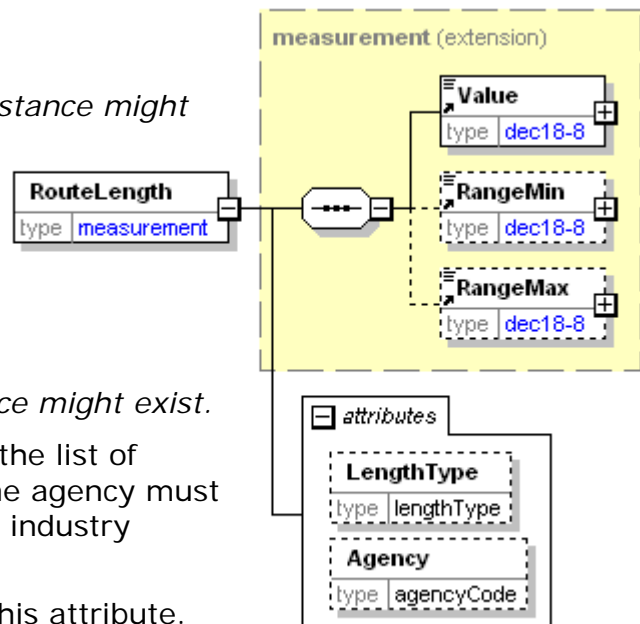 stance might
ce might exist.
the list of
ne agency must
industry
his attribute.
measurement (extension)
RouteLength
type measurement
Value
type dec18-8
RangeMin
type dec18-8
RangeMax
type dec18-8
attributes
LengthType
type lengthType
Agency
type agencyCode